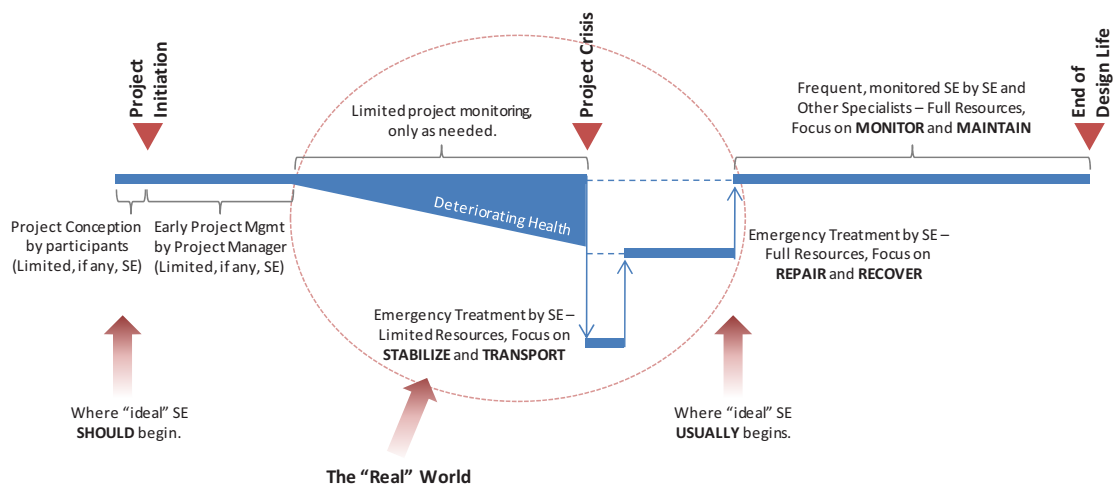 Project
Initiation
Project Crisis
End of
Design Life
Limited project monitoring,
only as needed.
Frequent, monitored SE by SE and
Other Specialists – Full Resources,
Focus on MONITOR and MAINTAIN
Deteriorating Health
Project Conception
by participants
(Limited, if any, SE)
Early Project Mgmt
by Project Manager
(Limited, if any, SE)
Emergency Treatment by SE –
Full Resources, Focus on
REPAIR and RECOVER
Emergency Treatment by SE –
Limited Resources, Focus on
STABILIZE and TRANSPORT
Where “ideal” SE
SHOULD begin.
Where “ideal” SE
USUALLY begins.
The “Real” World